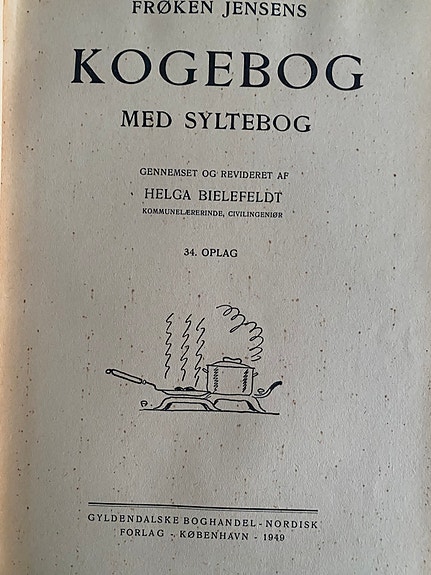 FRØKEN JENSENS
KOGEBOG
MED SYLTEBOG
GENNEMSET OG REVIDERET AF
HELGA BIELEFELDT
KOMMUNELÆRERINDE, CIVILINGENIØR
34. OPLAG
GYLDENDALSKE BOGHANDEL - NORDISK
FORLAG - KØBENHAVN - 1949